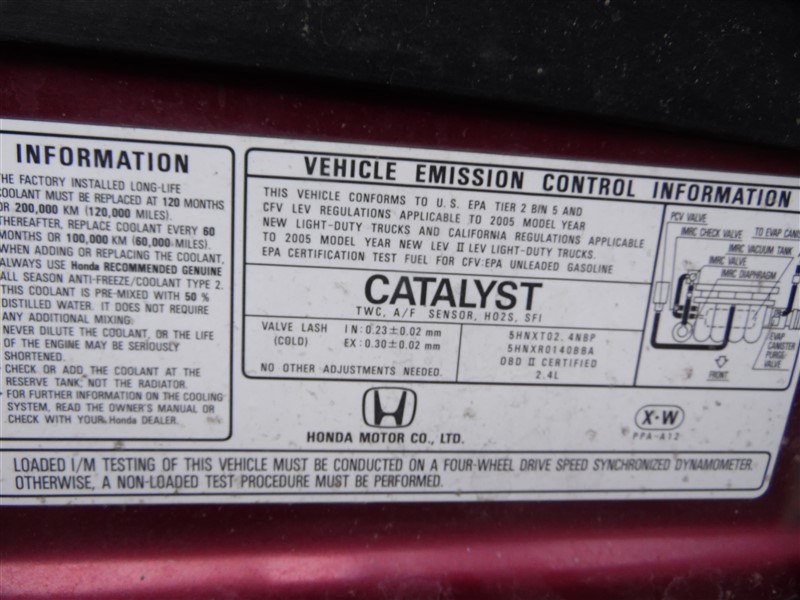 INFORMATION
THE FACTORY INSTALLED LONG-LIFE
COOLANT MUST BE REPLACED AT 120 MONTHS
OR 200,000 KM (120,000 MILES).
THEREAFTER, REPLACE COOLANT EVERY 60
MONTHS OR 100,000 KM (60,000 MILES).
WHEN ADDING OR REPLACING THE COOLANT,
ALWAYS USE Honda RECOMMENDED GENUINE
ALL SEASON ANTI-FREEZE/COOLANT TYPE 2.
THIS COOLANT IS PRE-MIXED WITH 50 %
DISTILLED WATER. IT DOES NOT REQUIRE
ANY ADDITIONAL MIXING.
NEVER DILUTE THE COOLANT, OR THE LIFE
OF THE ENGINE MAY BE SERIOUSLY
SHORTENED.
• CHECK OR ADD THE COOLANT AT THE
RESERVE TANK, NOT THE RADIATOR.
• FOR FURTHER INFORMATION ON THE COOLING
SYSTEM, READ THE OWNER'S MANUAL OR
CHECK WITH YOUR Honda DEALER.
VEHICLE EMISSION CONTROL INFORMATION
THIS VEHICLE CONFORMS TO U.S. EPA TIER 2 BIN 5 AND
CFV LEV REGULATIONS APPLICABLE TO 2005 MODEL YEAR
NEW LIGHT-DUTY TRUCKS AND CALIFORNIA REGULATIONS APPLICABLE
TO 2005 MODEL YEAR NEW LEV II LEV LIGHT-DUTY TRUCKS.
EPA CERTIFICATION TEST FUEL FOR CFV:EPA UNLEADED GASOLINE
CATALYST
TWC, A/F SENSOR, HO2S, SFI
VALVE LASH
(COLD)
IN: 0.23±0.02 mm
EX: 0.30±0.02 mm
NO OTHER ADJUSTMENTS NEEDED.
5HNXT02.4NBP
5HNXR0140BBA
OBD II CERTIFIED
2.4L
PCV VALVE
TO EVAP CANIS
IMRC CHECK VALVE
IMRC VACUUM TANK
IMRC VALVE
IMRC DIAPHRAGM
EVAP
CANISTER
PURGE
VALVE
FRONT
HONDA MOTOR CO., LTD.
X-W
PPA-A12
LOADED I/M TESTING OF THIS VEHICLE MUST BE CONDUCTED ON A FOUR-WHEEL DRIVE SPEED SYNCHRONIZED DYNAMOMETER.
OTHERWISE, A NON-LOADED TEST PROCEDURE MUST BE PERFORMED.